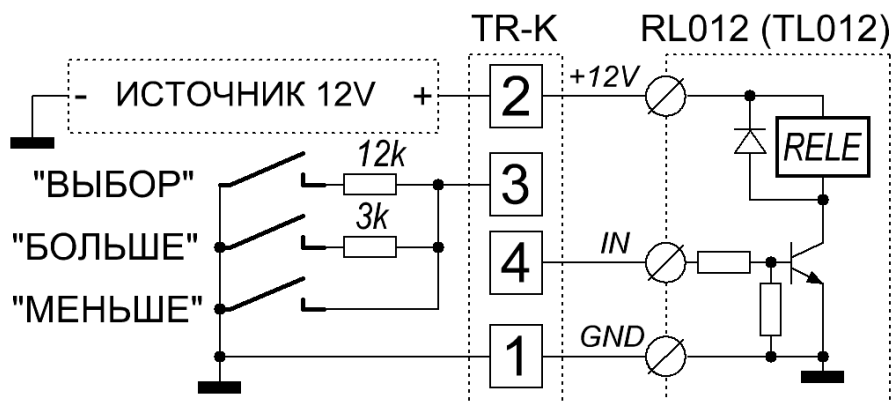 TR-K RL012 (TL012)
- ИСТОЧНИК 12V + 2 +12V
12k RELE
"ВЫБОР" 3
3k
"БОЛЬШЕ" 4 IN
"МЕНЬШЕ"
1 GND